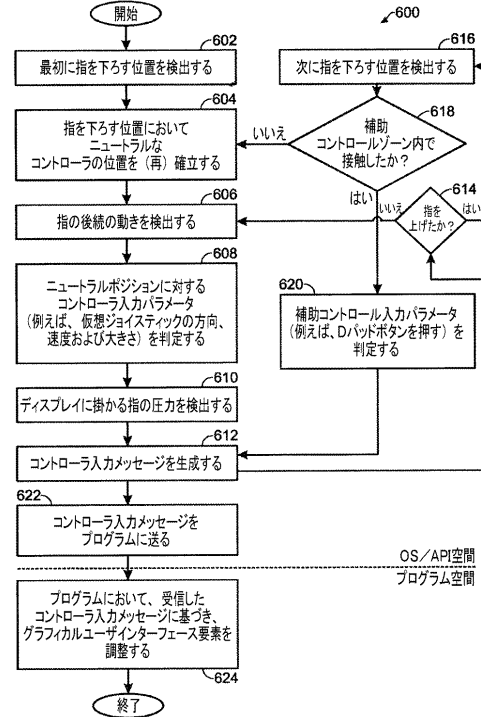 開始
600
602
最初に指を下ろす位置を検出する
604
指を下ろす位置において
ニュートラルな
コントローラの位置を(再)確立する
606
指の後続の動きを検出する
608
ニュートラルポジションに対する
コントローラ入力パラメータ
(例えば、仮想ジョイスティックの方向、
速度および大きさ)を判定する
610
ディスプレイに掛かる指の圧力を検出する
612
コントローラ入力メッセージを生成する
622
コントローラ入力メッセージを
プログラムに送る
616
次に指を下ろす位置を検出する
618
補助
コントロールゾーン内で
接触したか?
いいえ
はい
614
指を
上げたか?
いいえ
はい
620
補助コントロール入力パラメータ
(例えば、Dパッドボタンを押す)を
判定する
OS/API空間
プログラム空間
プログラムにおいて、受信した
コントローラ入力メッセージに基づき、
グラフィカルユーザインターフェース要素を
調整する
624
終了